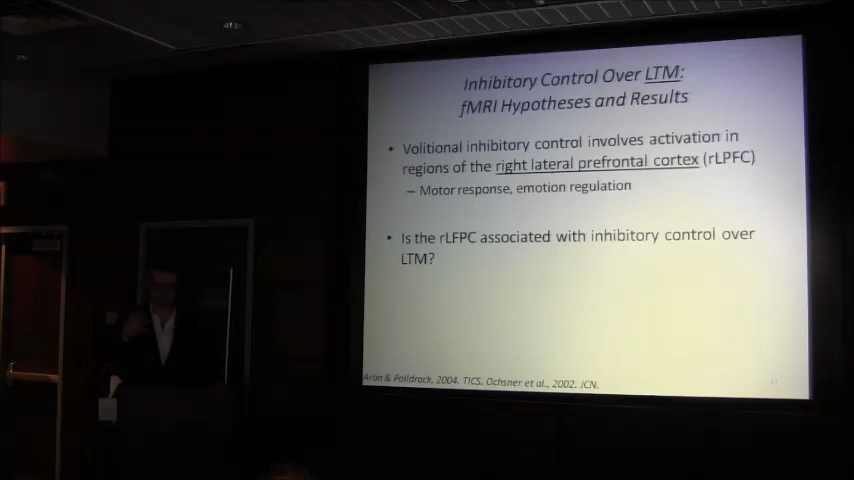 Inhibitory Control Over LTM:
fMRI Hypotheses and Results
• Volitional inhibitory control involves activation in
regions of the right lateral prefrontal cortex (rLPFC)
– Motor response, emotion regulation
• Is the rLFPC associated with inhibitory control over
LTM?
Aron & Polldrack, 2004. TICS. Ochsner et al., 2002. JCN.
17